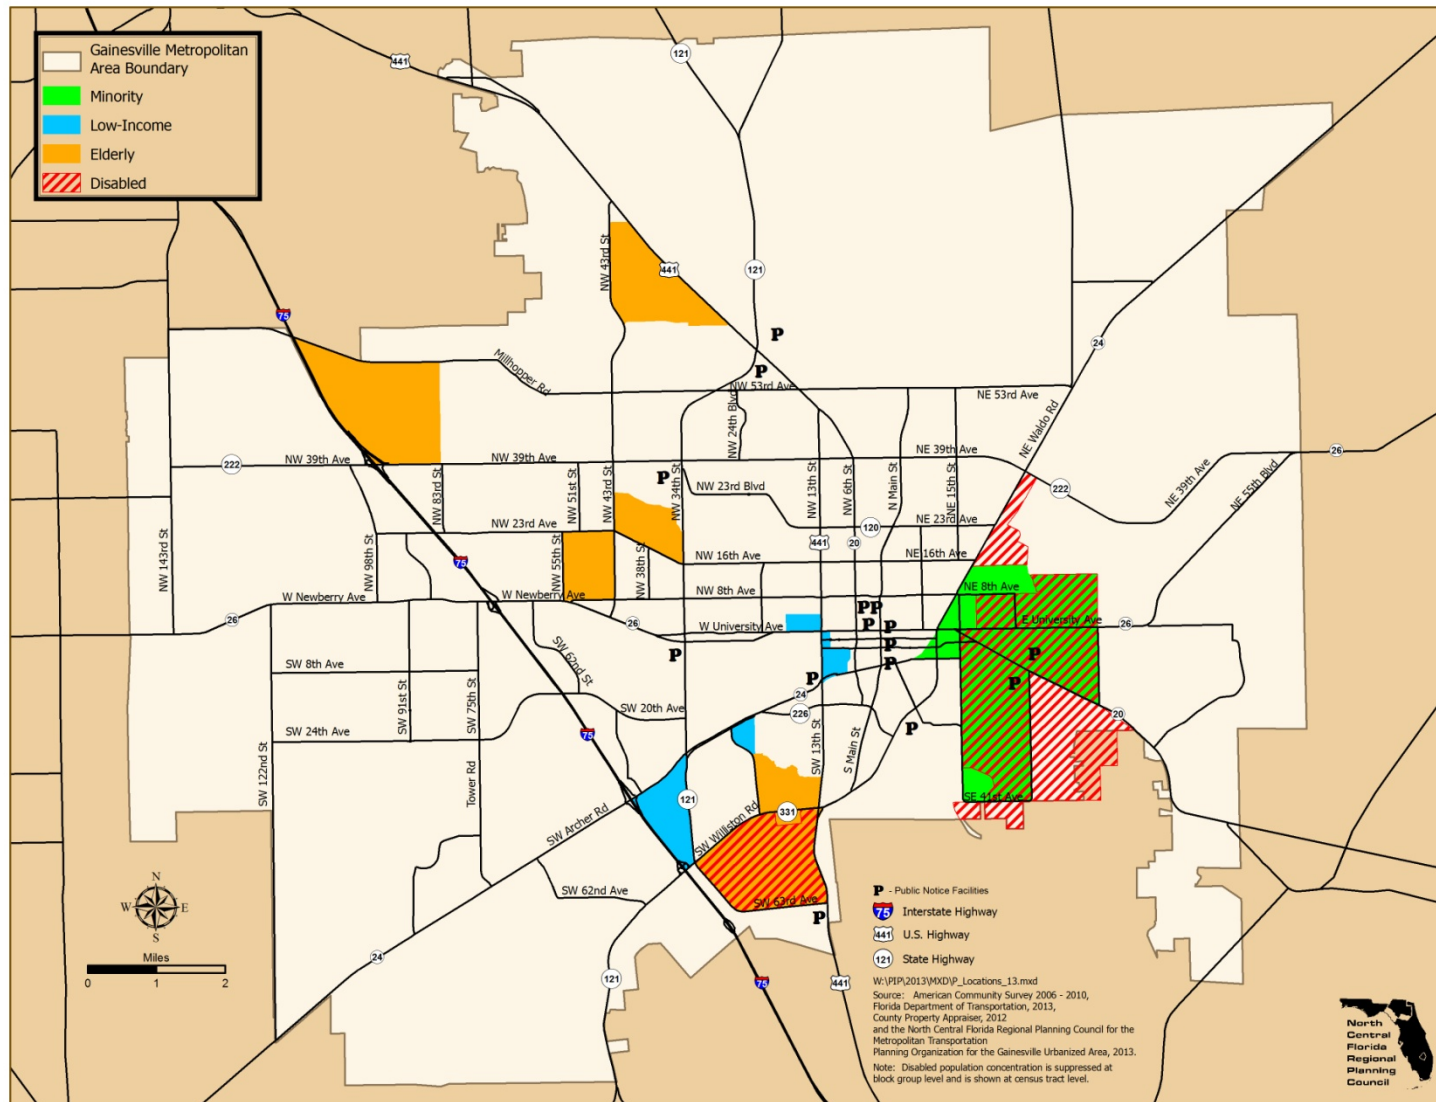 Gainesville Metropolitan
Area Boundary
Minority
Low-Income
Elderly
Disabled
441
121
NW 43rd St
441
121
75
P
24
Millhopper Rd
P
NW 53rd Ave
NE 53rd Ave
NW 24th Blvd
NE Waldo Rd
26
222
NW 39th Ave
NW 39th Ave
NE 39th Ave
NW 83rd St
NW 51st St
NW 43rd St
P
NW 34th St
NW 23rd Blvd
NW 13th St
NW 6th St
N Main St
NE 15th St
222
NE 39th Ave
NE 55th Blvd
NW 23rd Ave
120
NE 23rd Ave
NW 143rd St
NW 98th St
75
NW 55th St
NW 38th St
NW 16th Ave
441
20
NE 16th Ave
W Newberry Ave
W Newberry Ave
NW 8th Ave
NE 8th Ave
P P
26
26
W University Ave
P
P
E University Ave
26
SW 8th Ave
SW 62nd St
P
P
P
P
P
P
SW 91st St
SW 75th St
24
SW 20th Ave
226
20
SW 24th Ave
75
P
SW 122nd St
Tower Rd
SW 13th St
S Main St
SW Archer Rd
121
SW Williston Rd
331
SE 41st Ave
SW 62nd Ave
SW 63rd Ave
P
24
121
75
441
N
W E
S
Miles
0 1 2
P - Public Notice Facilities
75 Interstate Highway
441 U.S. Highway
121 State Highway
W:\PIP\2013\MXD\P_Locations_13.mxd
Source: American Community Survey 2006 - 2010,
Florida Department of Transportation, 2013,
County Property Appraiser, 2012
and the North Central Florida Regional Planning Council for the
Metropolitan Transportation
Planning Organization for the Gainesville Urbanized Area, 2013.
Note: Disabled population concentration is suppressed at
block group level and is shown at census tract level.
North
Central
Florida
Regional
Planning
Council